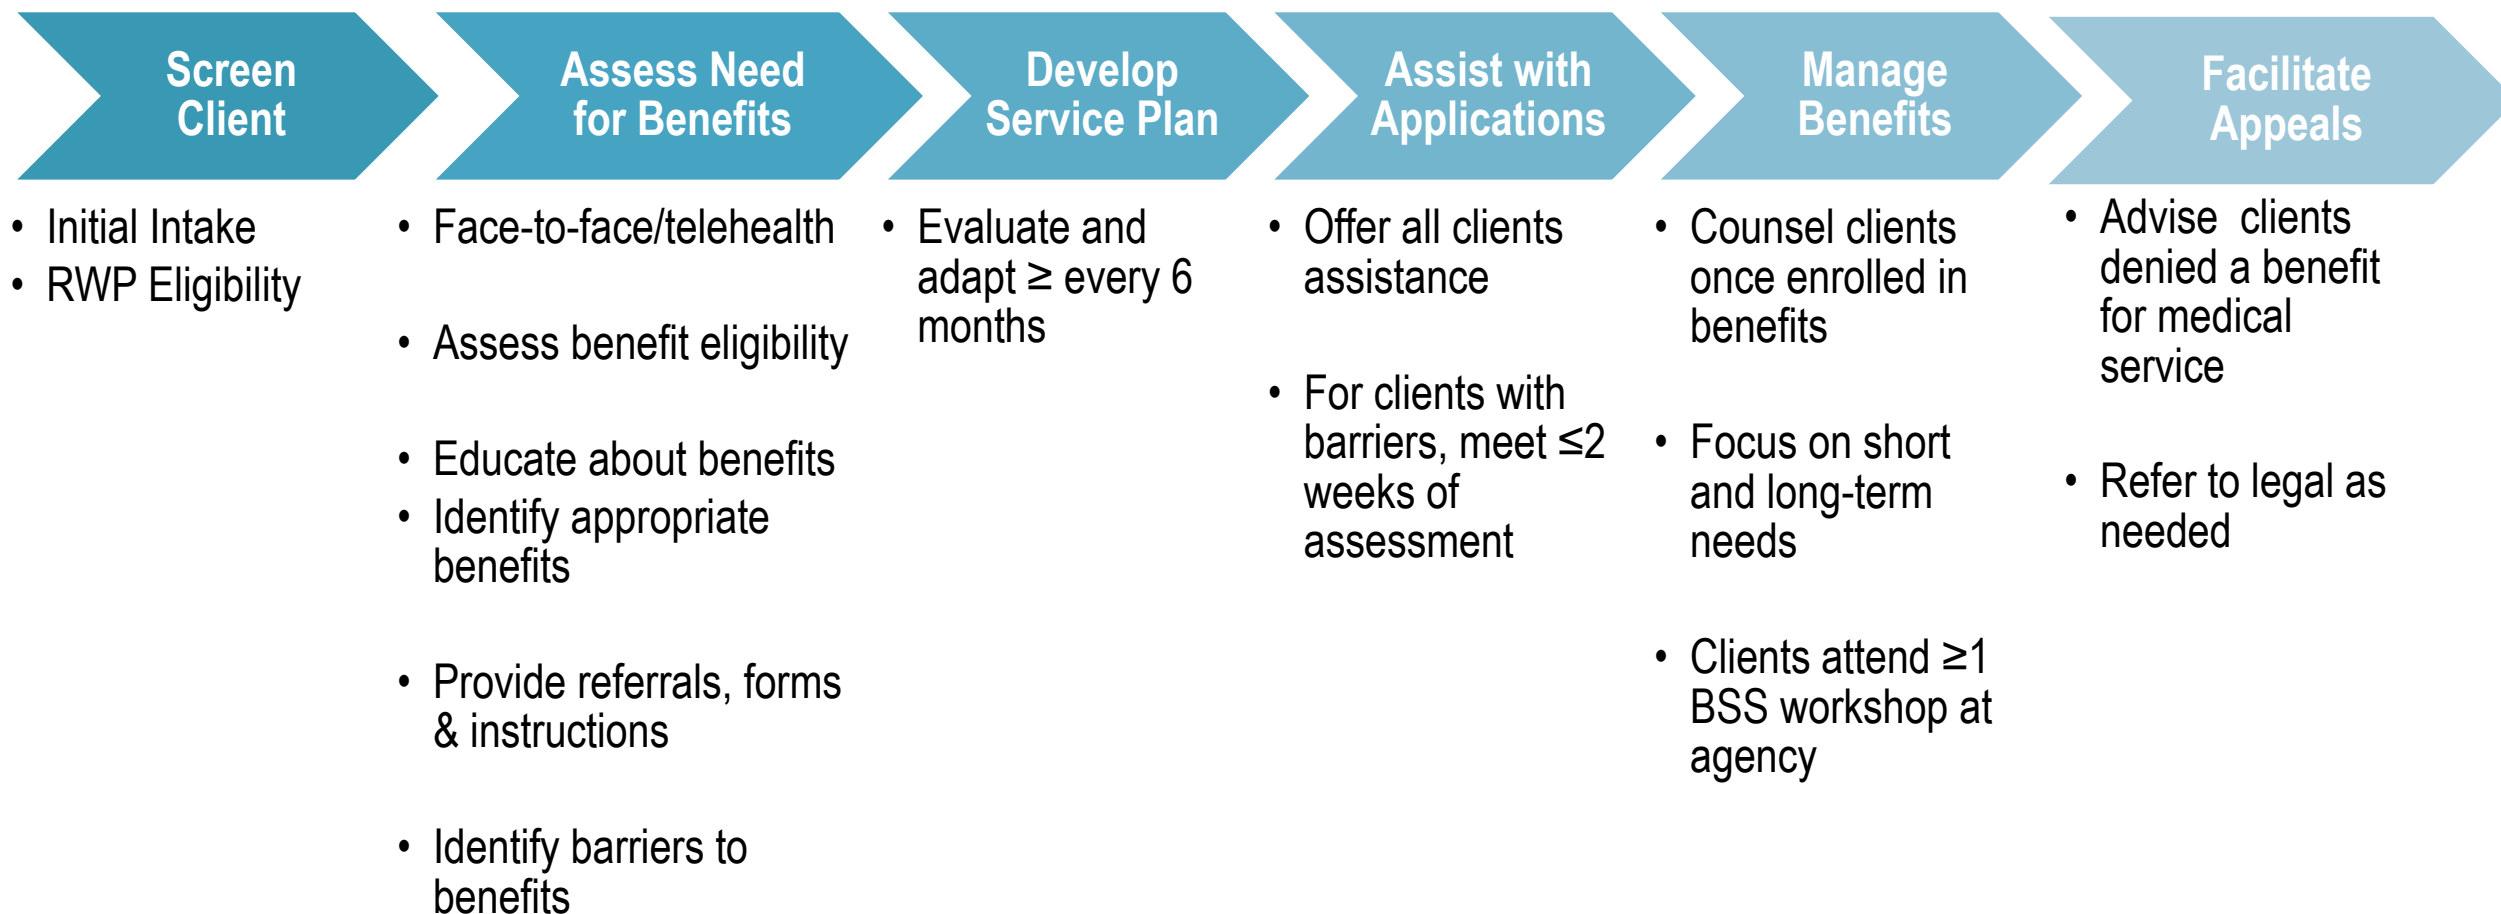 Screen
Client
• Initial Intake
• RWP Eligibility
Assess Need
for Benefits
• Face-to-face/telehealth
• Assess benefit eligibility
• Educate about benefits
• Identify appropriate
benefits
• Provide referrals, forms
& instructions
• Identify barriers to
benefits
Develop
Service Plan
• Evaluate and
adapt ≥ every 6
months
Assist with
Applications
• Offer all clients
assistance
• For clients with
barriers, meet ≤2
weeks of
assessment
Manage
Benefits
• Counsel clients
once enrolled in
benefits
• Focus on short
and long-term
needs
• Clients attend ≥1
BSS workshop at
agency
Facilitate
Appeals
• Advise  clients
denied a benefit
for medical
service
• Refer to legal as
needed